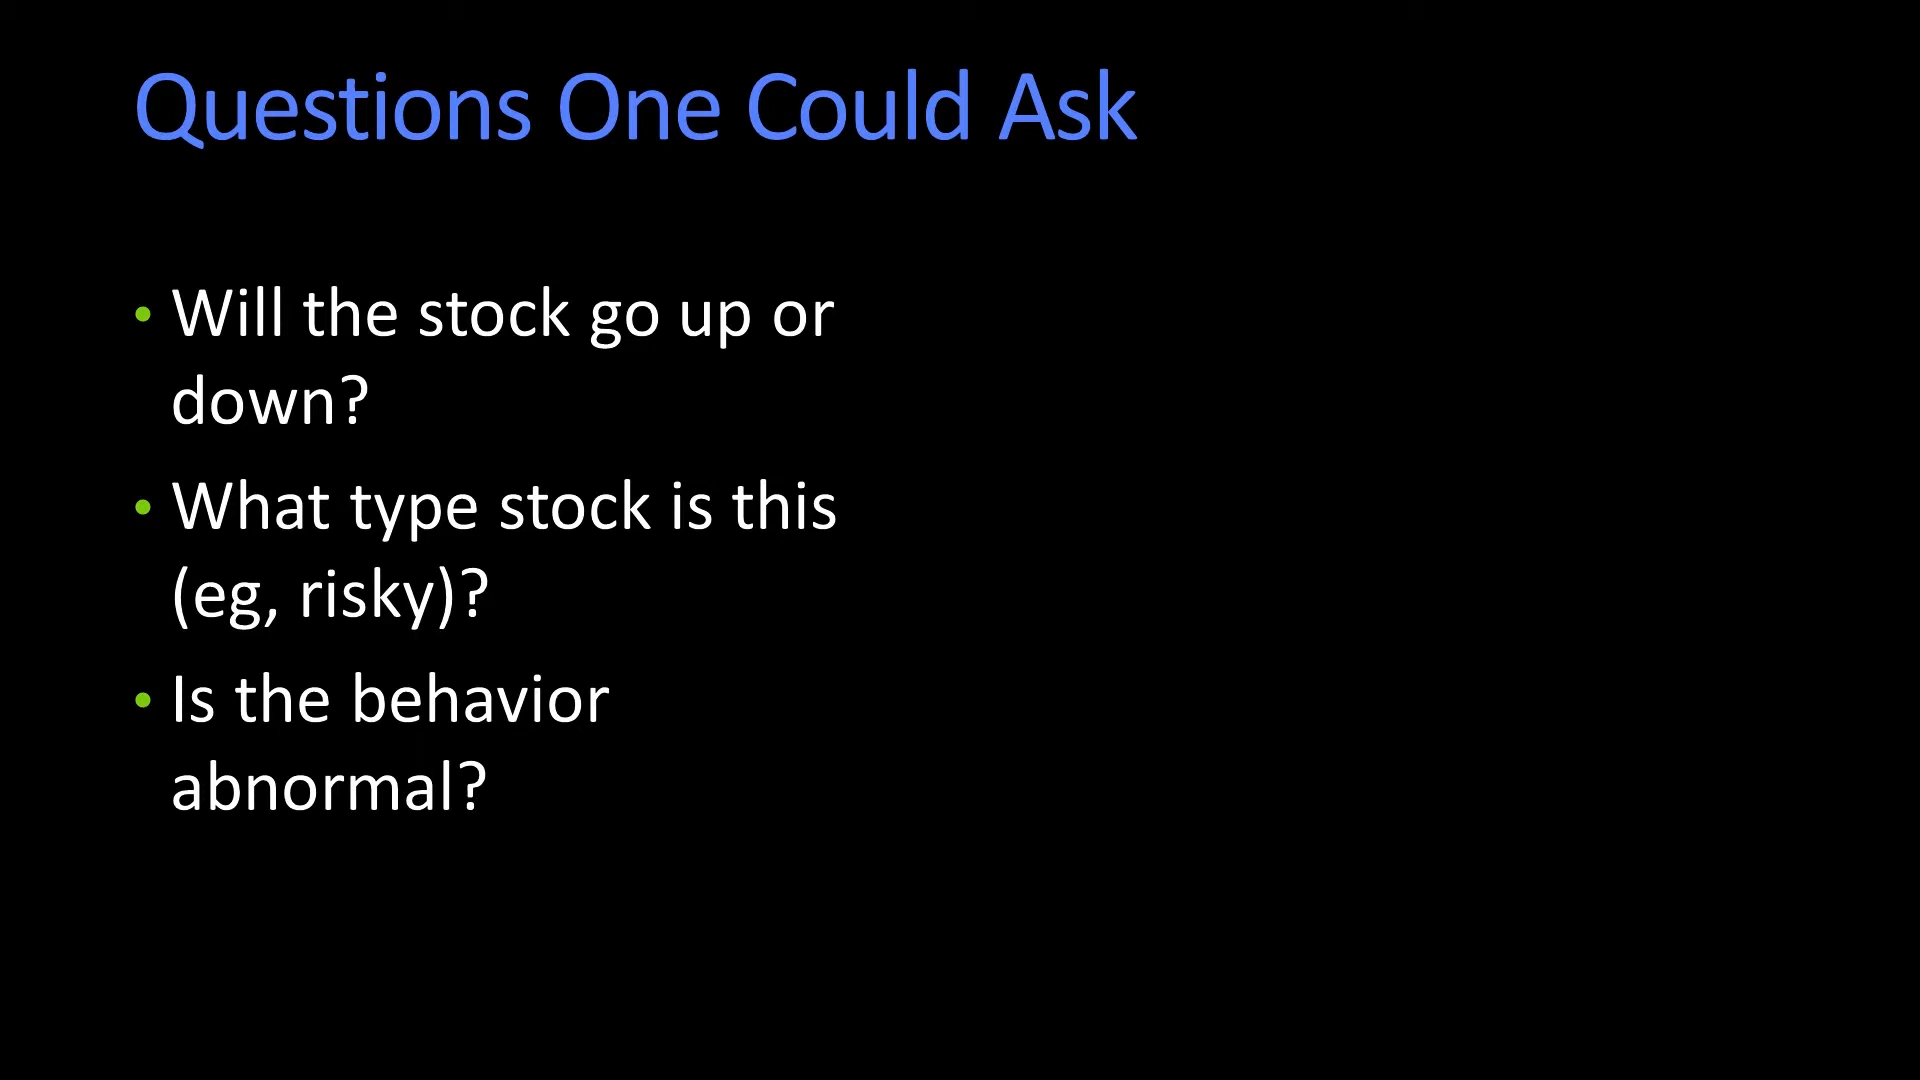 Questions One Could Ask
• Will the stock go up or
down?
• What type stock is this
(eg, risky)?
• Is the behavior
abnormal?